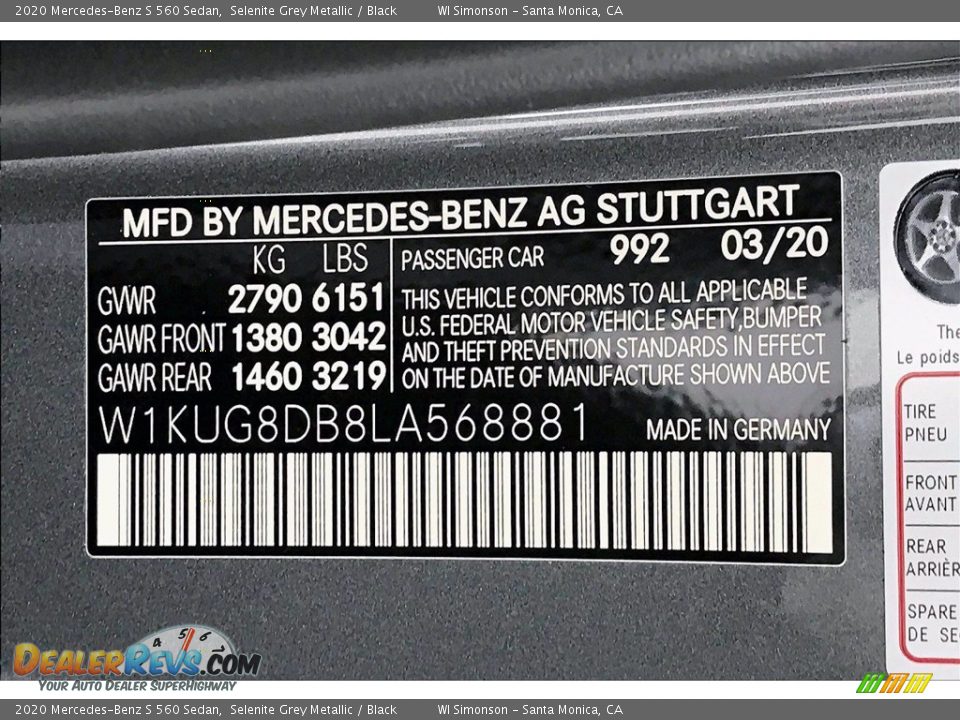 2020 Mercedes-Benz S 560 Sedan, Selenite Grey Metallic / Black WI Simonson - Santa Monica, CA
MFD BY MERCEDES-BENZ AG STUTTGART
KG LBS
GVWR 2790 6151
GAWR FRONT 1380 3042
GAWR REAR 1460 3219
PASSENGER CAR 992 03/20
THIS VEHICLE CONFORMS TO ALL APPLICABLE
U.S. FEDERAL MOTOR VEHICLE SAFETY,BUMPER
AND THEFT PREVENTION STANDARDS IN EFFECT
ON THE DATE OF MANUFACTURE SHOWN ABOVE
W1KUG8DB8LA568881 MADE IN GERMANY
The
Le poids
TIRE
PNEU
FRONT
AVANT
REAR
ARRIÈR
SPARE
DE SE
4 5 6
DEALERREVS.COM
YOUR AUTO DEALER SUPERHIGHWAY
2020 Mercedes-Benz S 560 Sedan, Selenite Grey Metallic / Black WI Simonson - Santa Monica, CA